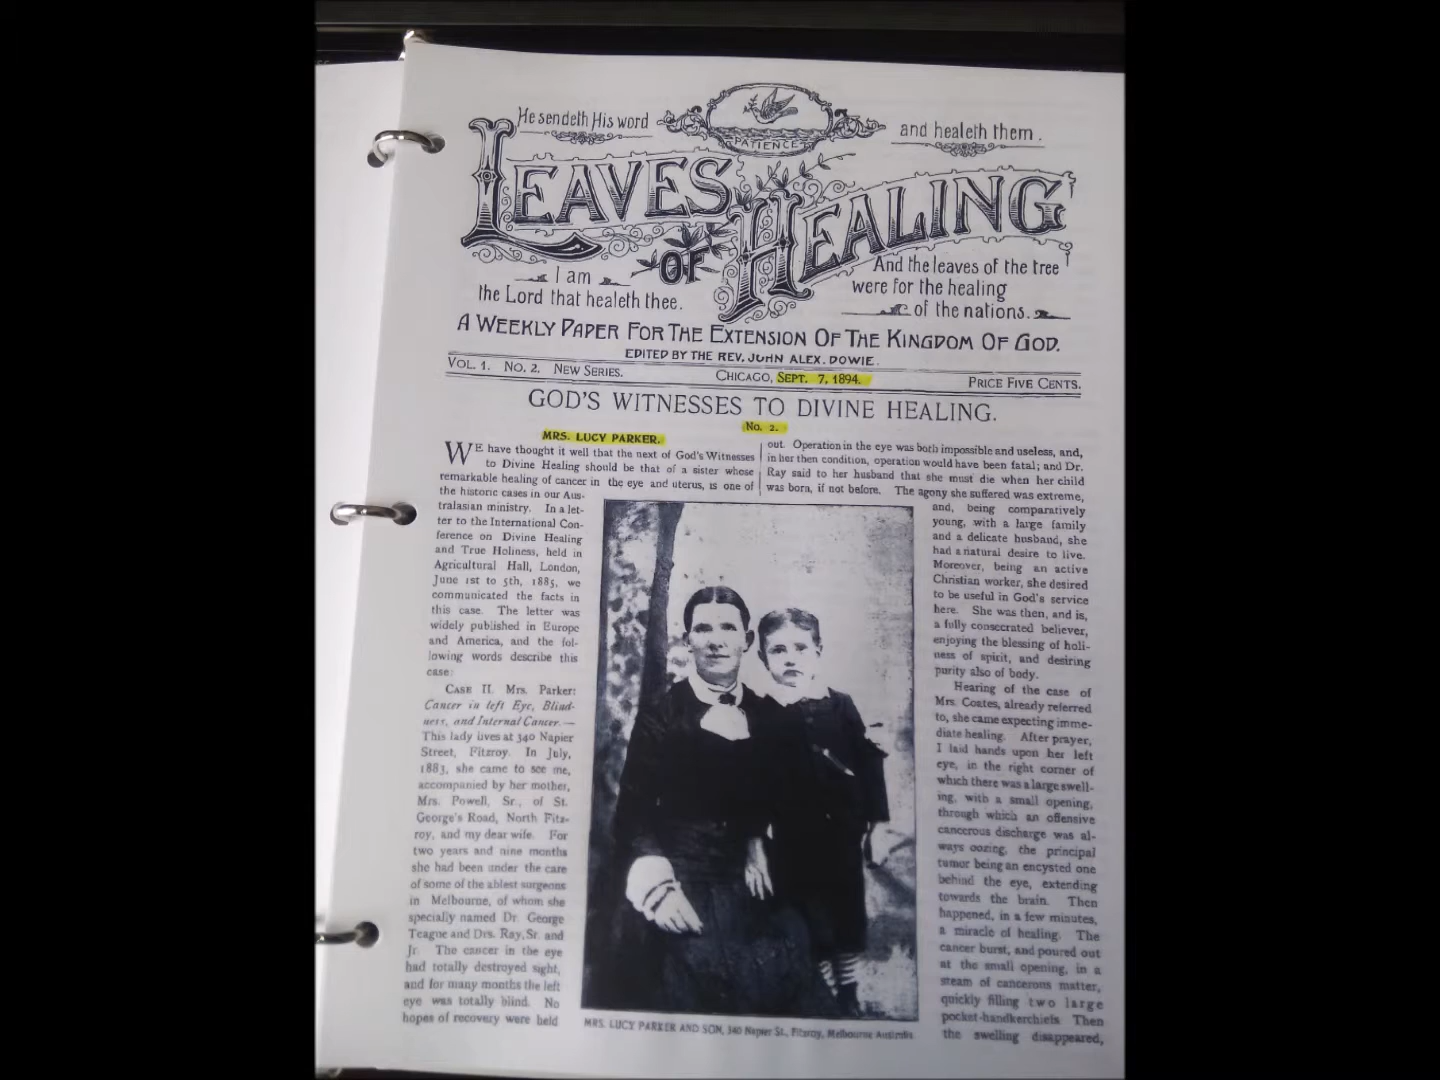 He sendeth His word
and healeth them.
PATIENCE
LEAVES OF HEALING
I am
the Lord that healeth thee.
And the leaves of the tree
were for the healing
of the nations.
A WEEKLY PAPER FOR THE EXTENSION OF THE KINGDOM OF GOD.
EDITED BY THE REV. JOHN ALEX. DOWIE.
VOL. 1. NO. 2. NEW SERIES. CHICAGO, SEPT. 7, 1894. PRICE FIVE CENTS.
GOD'S WITNESSES TO DIVINE HEALING.
No. 2.
MRS. LUCY PARKER.
WE have thought it well that the next of God's Witnesses
to Divine Healing should be that of a sister whose
remarkable healing of cancer in the eye and uterus, is one of
the historic cases in our Aus-
tralasian ministry. In a let-
ter to the International Con-
ference on Divine Healing
and True Holiness, held in
Agricultural Hall, London,
June 1st to 5th, 1885, we
communicated the facts in
this case. The letter was
widely published in Europe
and America, and the fol-
lowing words describe this
case:
CASE II. Mrs. Parker:
Cancer in left Eye, Blind-
ness, and Internal Cancer.—
This lady lives at 340 Napier
Street, Fitzroy. In July,
1883, she came to see me,
accompanied by her mother,
Mrs. Powell, Sr., of St.
George's Road, North Fitz-
roy, and my dear wife. For
two years and nine months
she had been under the care
of some of the ablest surgeons
in Melbourne, of whom she
specially named Dr. George
Teague and Drs. Ray, Sr. and
Jr. The cancer in the eye
had totally destroyed sight,
and for many months the left
eye was totally blind. No
hopes of recovery were held
out. Operation in the eye was both impossible and useless, and,
in her then condition, operation would have been fatal; and Dr.
Ray said to her husband that she must die when her child
was born, if not before. The agony she suffered was extreme,
and, being comparatively
young, with a large family
and a delicate husband, she
had a natural desire to live.
Moreover, being an active
Christian worker, she desired
to be useful in God's service
here. She was then, and is,
a fully consecrated believer,
enjoying the blessing of holi-
ness of spirit, and desiring
purity also of body.
Hearing of the case of
Mrs. Coates, already referred
to, she came expecting imme-
diate healing. After prayer,
I laid hands upon her left
eye, in the right corner of
which there was a large swell-
ing, with a small opening,
through which an offensive
cancerous discharge was al-
ways oozing, the principal
tumor being an encysted one
behind the eye, extending
towards the brain. Then
happened, in a few minutes,
a miracle of healing. The
cancer burst, and poured out
at the small opening, in a
steam of cancerous matter,
quickly filling two large
pocket-handkerchiefs. Then
the swelling disappeared,
MRS. LUCY PARKER AND SON, 340 Napier St., Fitzroy, Melbourne Australia